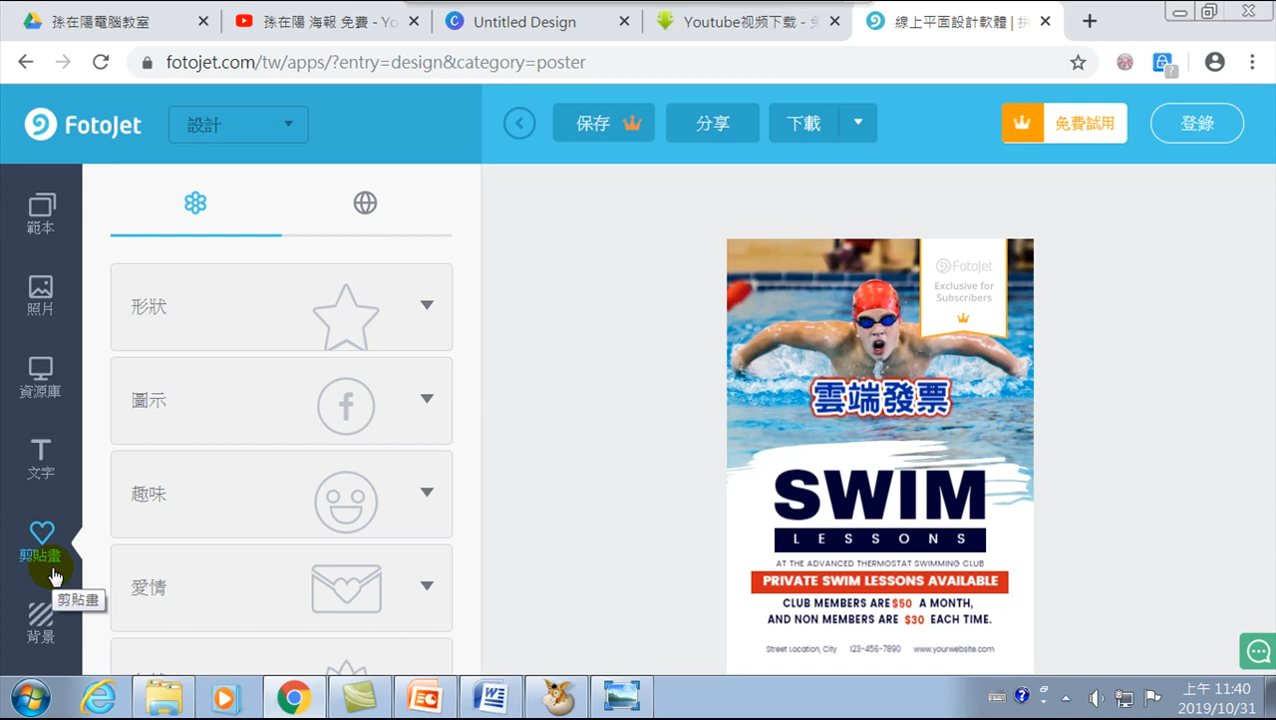 孫在陽電腦教室
孫在陽 海報 免費 - Yo
Untitled Design
Youtube视频下载 - 免
線上平面設計軟體 | 拼
fotojet.com/tw/apps/?entry=design&category=poster
FotoJet
設計
保存
分享
下載
免費試用
登錄
範本
照片
資源庫
文字
剪貼畫
剪貼畫
背景
形狀
圖示
趣味
愛情
FotoJet
Exclusive for
Subscribers
雲端發票
SWIM
LESSONS
AT THE ADVANCED THERMOSTAT SWIMMING CLUB
PRIVATE SWIM LESSONS AVAILABLE
CLUB MEMBERS ARE $50 A MONTH,
AND NON MEMBERS ARE $30 EACH TIME.
Street Location, City 123-456-7890 www.yourwebsite.com
上午 11:40
2019/10/31